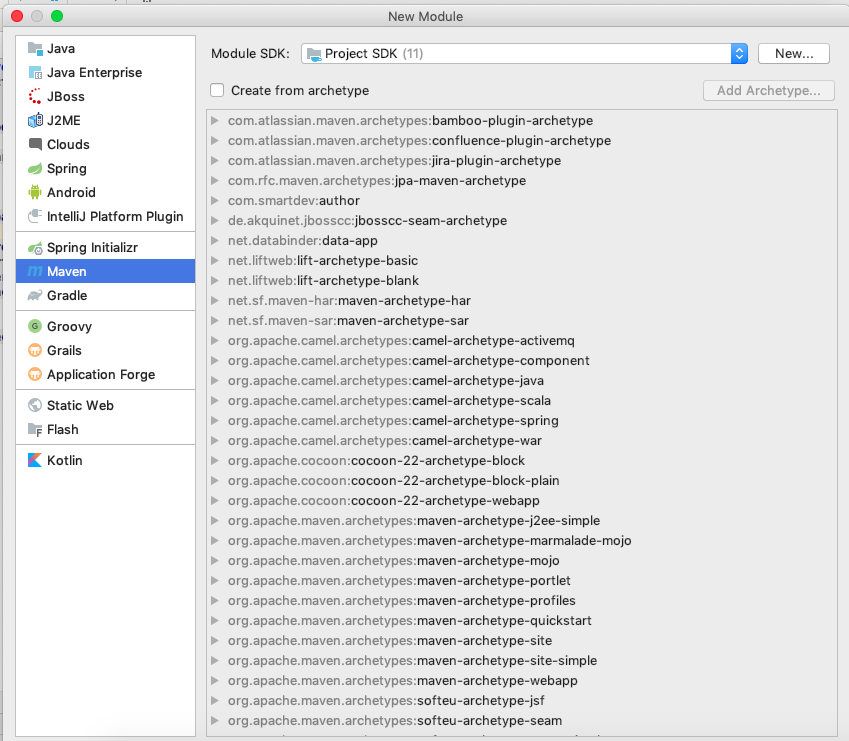 New Module
Java
Java Enterprise
JBoss
J2ME
Clouds
Spring
Android
IntelliJ Platform Plugin
Spring Initializr
Maven
Gradle
Groovy
Grails
Application Forge
Static Web
Flash
Kotlin
Module SDK: Project SDK (11) New...
Create from archetype Add Archetype...
com.atlassian.maven.archetypes:bamboo-plugin-archetype
com.atlassian.maven.archetypes:confluence-plugin-archetype
com.atlassian.maven.archetypes:jira-plugin-archetype
com.rfc.maven.archetypes:jpa-maven-archetype
com.smartdev:author
de.akquinet.jbosscc:jbosscc-seam-archetype
net.databinder:data-app
net.liftweb:lift-archetype-basic
net.liftweb:lift-archetype-blank
net.sf.maven-har:maven-archetype-har
net.sf.maven-sar:maven-archetype-sar
org.apache.camel.archetypes:camel-archetype-activemq
org.apache.camel.archetypes:camel-archetype-component
org.apache.camel.archetypes:camel-archetype-java
org.apache.camel.archetypes:camel-archetype-scala
org.apache.camel.archetypes:camel-archetype-spring
org.apache.camel.archetypes:camel-archetype-war
org.apache.cocoon:cocoon-22-archetype-block
org.apache.cocoon:cocoon-22-archetype-block-plain
org.apache.cocoon:cocoon-22-archetype-webapp
org.apache.maven.archetypes:maven-archetype-j2ee-simple
org.apache.maven.archetypes:maven-archetype-marmalade-mojo
org.apache.maven.archetypes:maven-archetype-mojo
org.apache.maven.archetypes:maven-archetype-portlet
org.apache.maven.archetypes:maven-archetype-profiles
org.apache.maven.archetypes:maven-archetype-quickstart
org.apache.maven.archetypes:maven-archetype-site
org.apache.maven.archetypes:maven-archetype-site-simple
org.apache.maven.archetypes:maven-archetype-webapp
org.apache.maven.archetypes:softeu-archetype-jsf
org.apache.maven.archetypes:softeu-archetype-seam